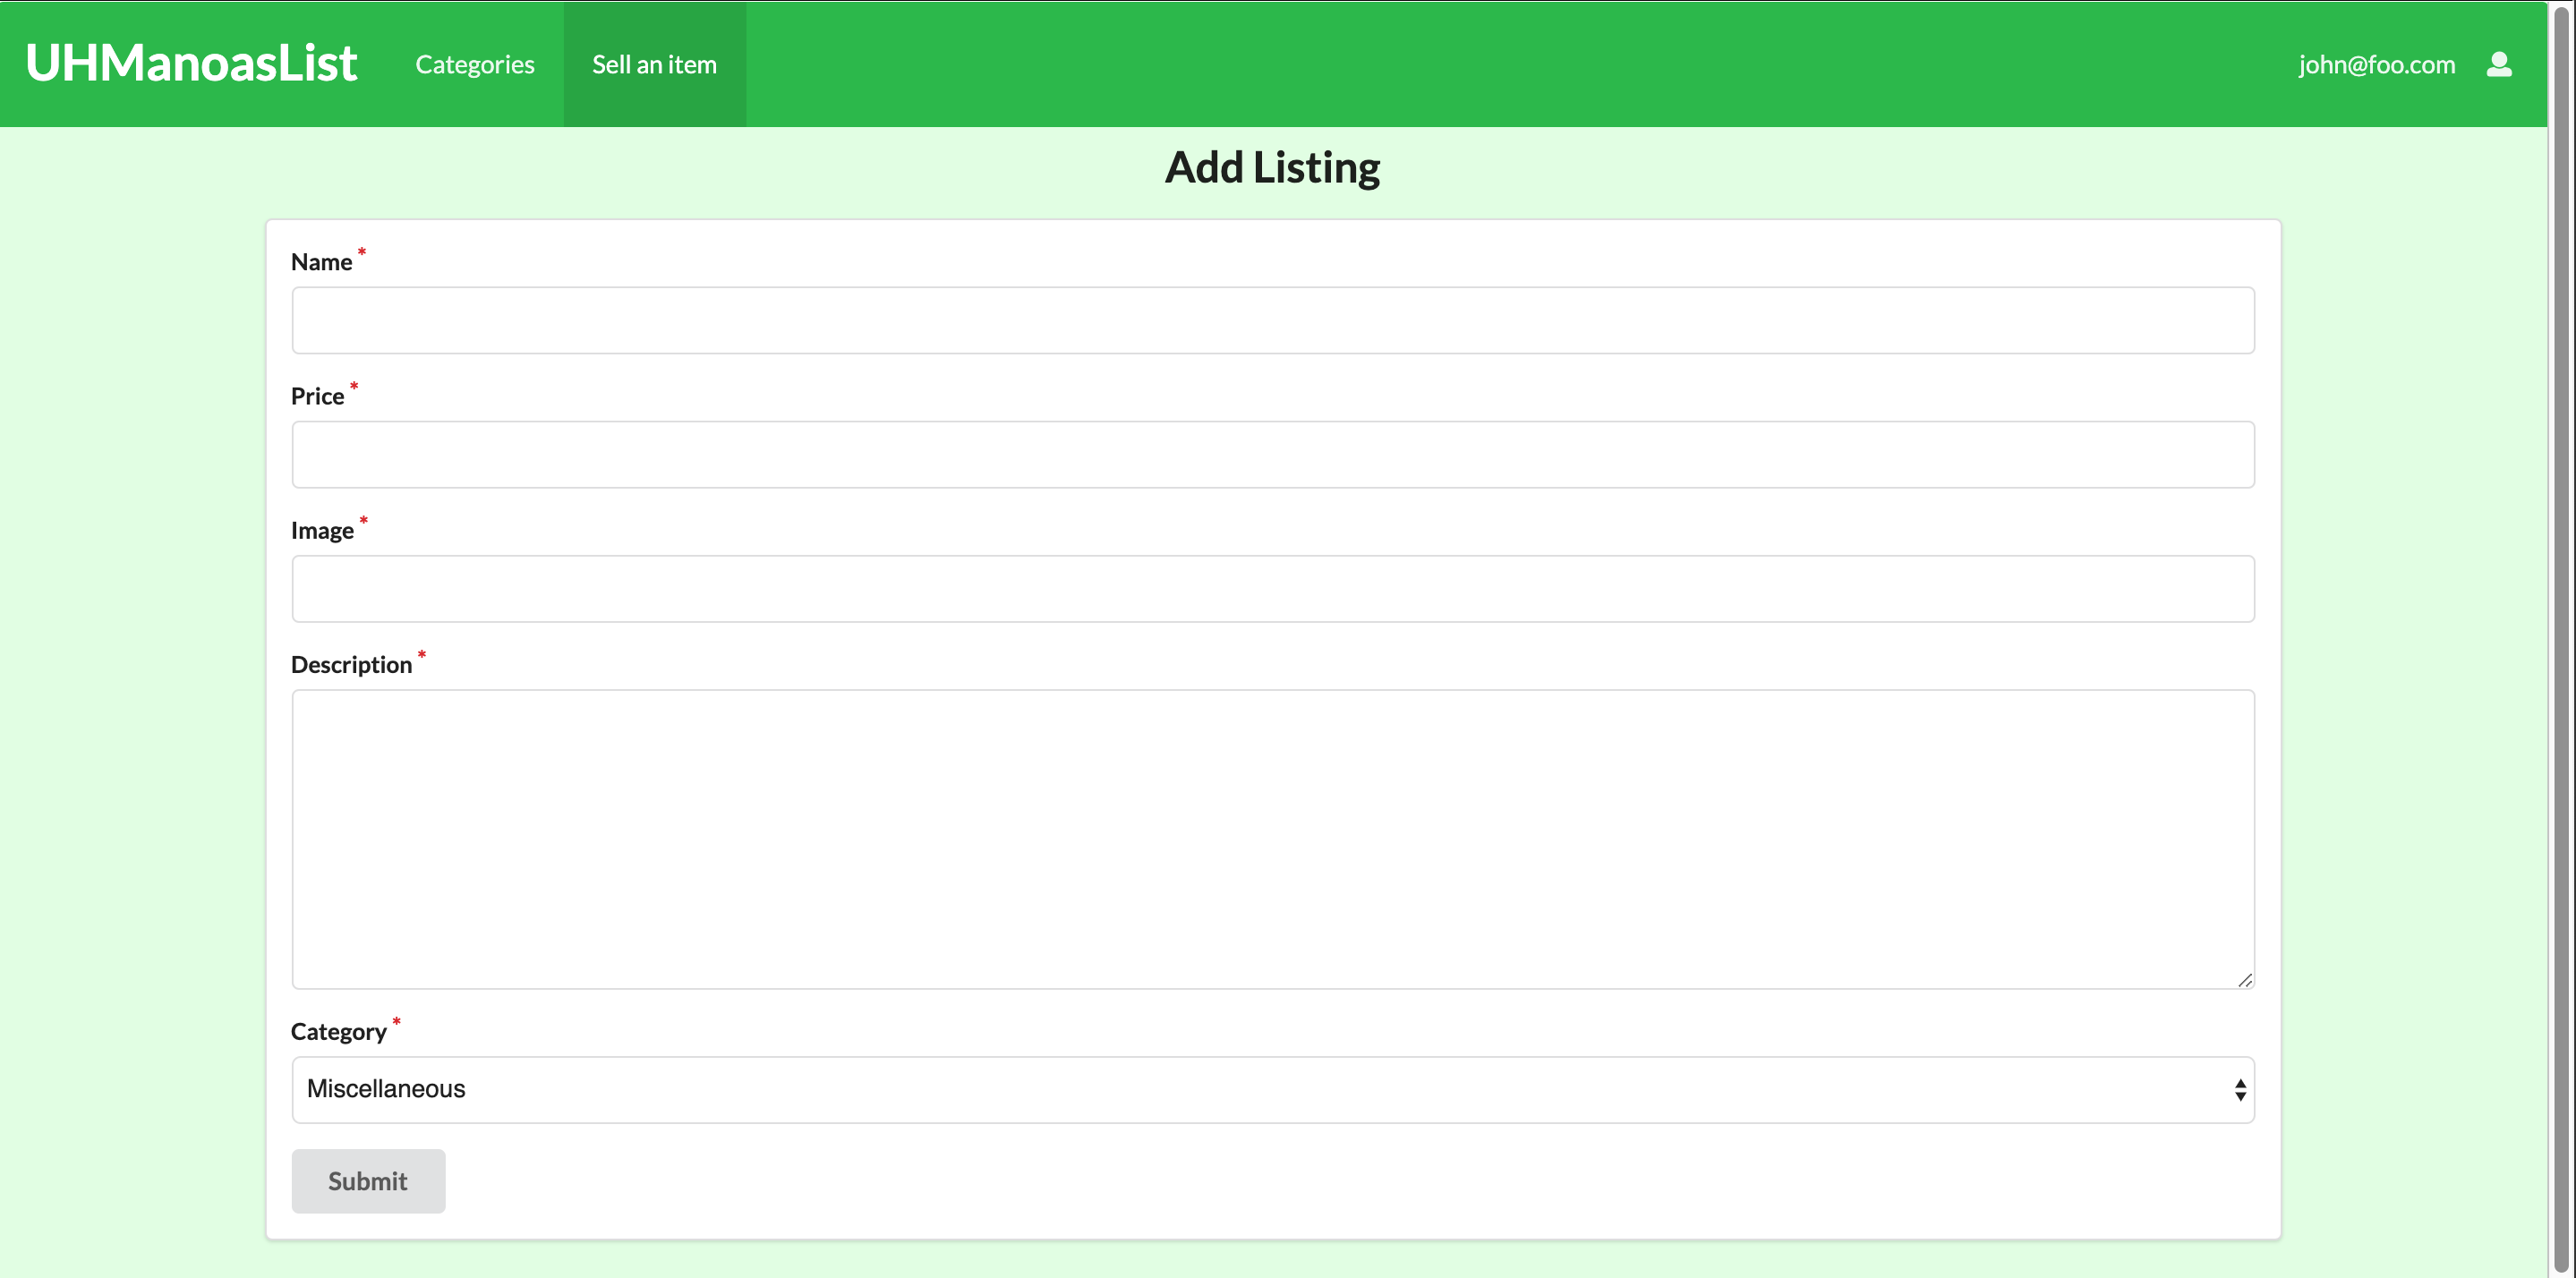 UHManoasList Categories Sell an item john@foo.com
Add Listing
Name *
Price *
Image *
Description *
Category *
Miscellaneous
Submit